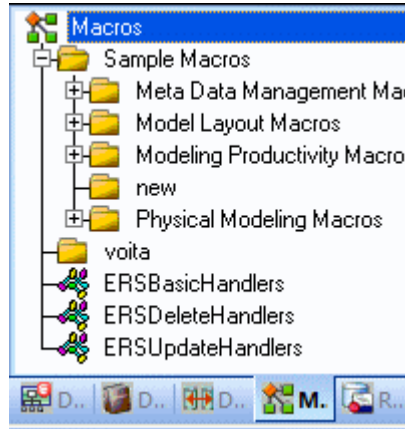 Macros
Sample Macros
Meta Data Management Mac
Model Layout Macros
Modeling Productivity Macro
new
Physical Modeling Macros
voita
ERSBasicHandlers
ERSDeleteHandlers
ERSUpdateHandlers
D.. D.. D.. M. R..